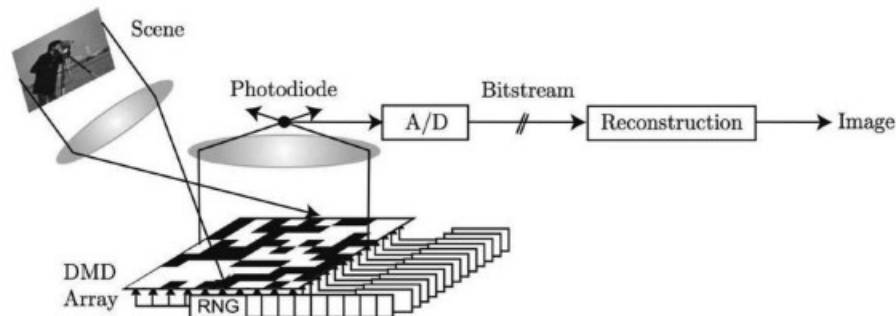 Scene
Photodiode
A/D
Bitstream
Reconstruction
Image
DMD
Array
RNG